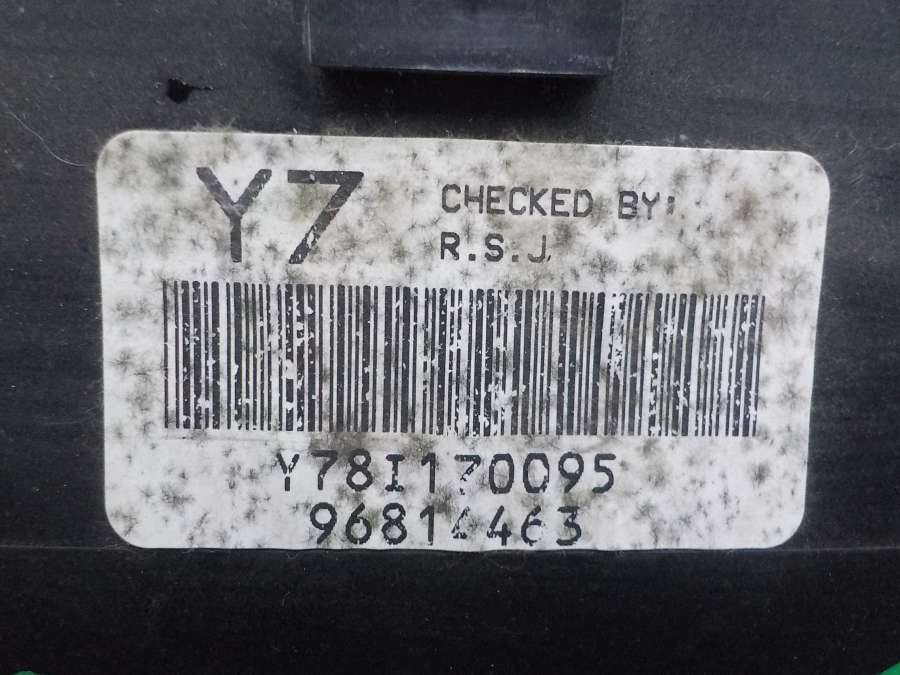 Y7
CHECKED BY:
R.S.J.
Y78I170095
96814463